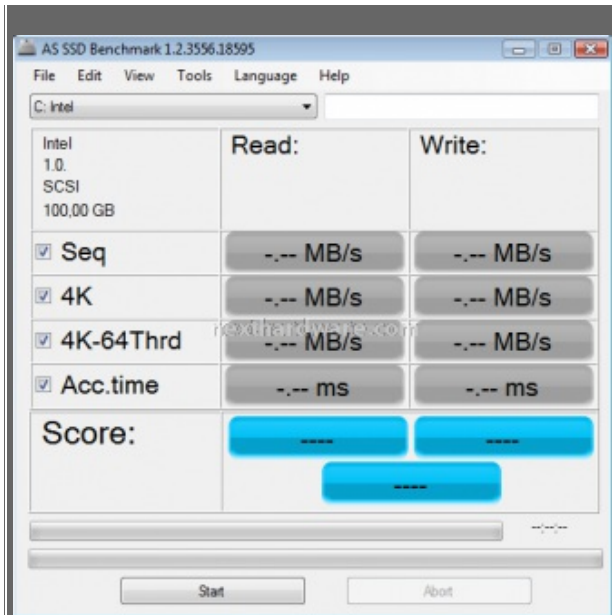 AS SSD Benchmark 1.2.3556.18595
File Edit View Tools Language Help
C: Intel
Intel
1.0.
SCSI
100,00 GB
Read:
Write:
Seq
-.-- MB/s
-.-- MB/s
4K
-.-- MB/s
-.-- MB/s
4K-64Thrd
-.-- MB/s
-.-- MB/s
nexthardware.com
Acc.time
-.-- ms
-.-- ms
Score:
----
----
----
--:--:--
Start
Abort